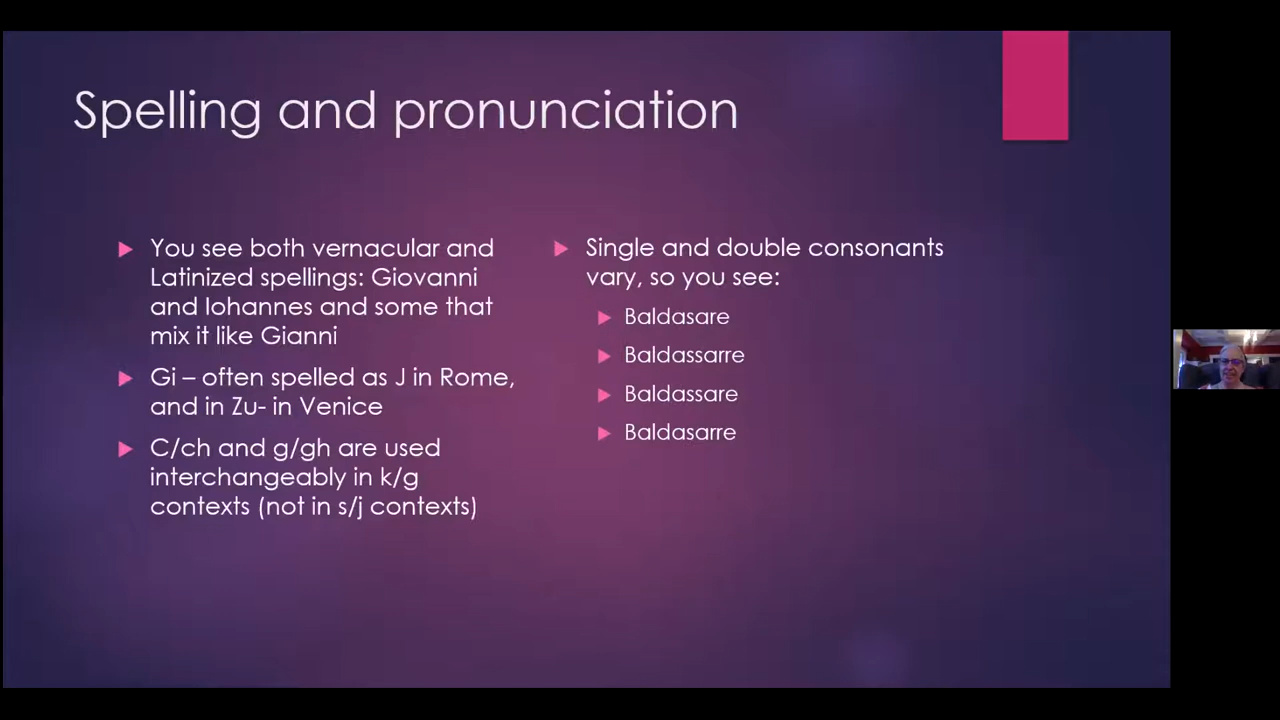 Spelling and pronunciation
You see both vernacular and
Latinized spellings: Giovanni
and Iohannes and some that
mix it like Gianni
Gi – often spelled as J in Rome,
and in Zu- in Venice
C/ch and g/gh are used
interchangeably in k/g
contexts (not in s/j contexts)
Single and double consonants
vary, so you see:
Baldasare
Baldassarre
Baldassare
Baldasarre